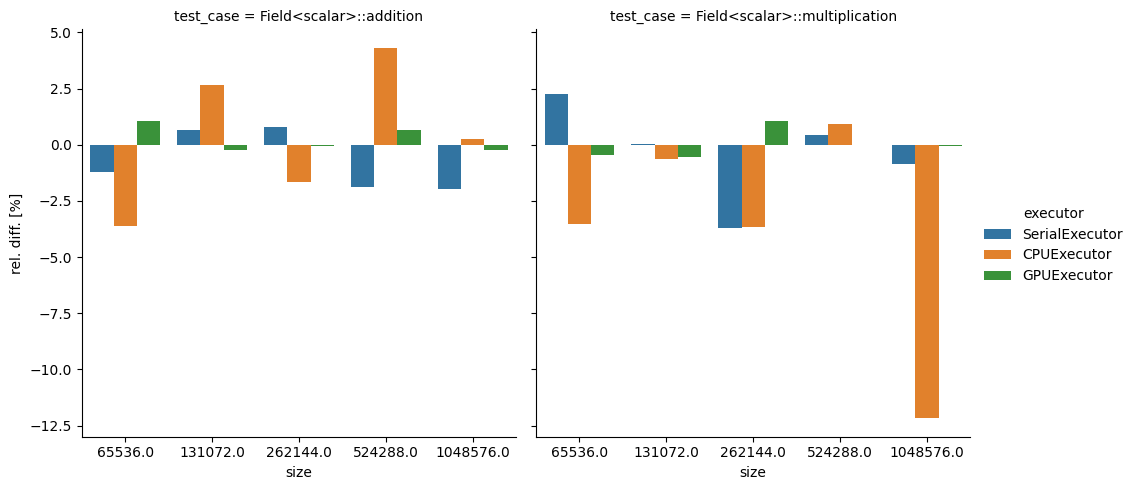 test_case = Field<scalar>::addition
test_case = Field<scalar>::multiplication
5.0
2.5
0.0
−2.5
−5.0
−7.5
−10.0
−12.5
rel. diff. [%]
65536.0 131072.0 262144.0 524288.0 1048576.0
size
65536.0 131072.0 262144.0 524288.0 1048576.0
size
executor
SerialExecutor
CPUExecutor
GPUExecutor